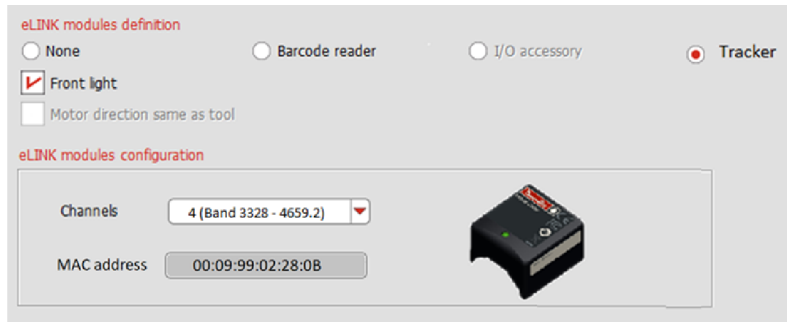 eLINK modules definition
None Barcode reader I/O accessory Tracker
Front light
Motor direction same as tool
eLINK modules configuration
Channels 4 (Band 3328 - 4659.2)
MAC address 00:09:99:02:28:0B